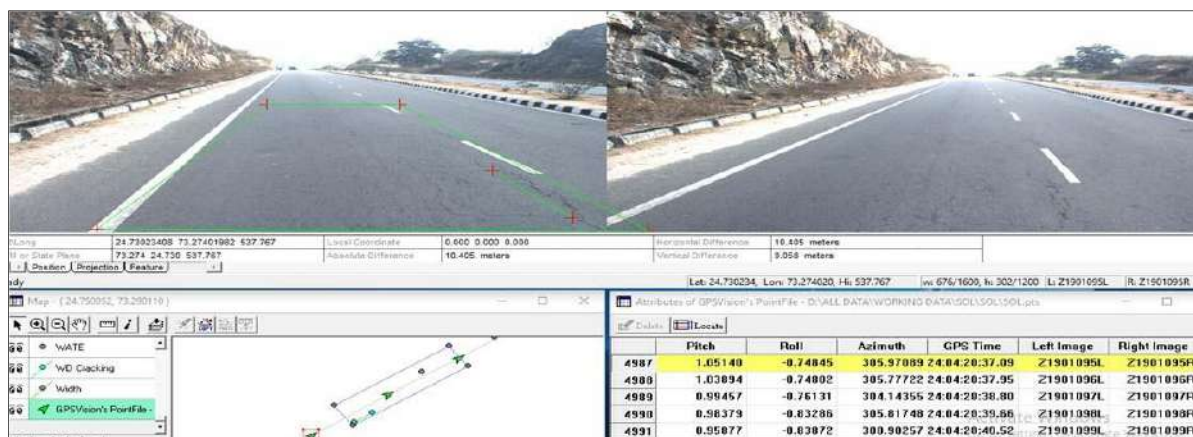 24.73023408 73.27401982 537.767 Local Coordinate 0.000 0.000 0.000 Horizontal Difference 10.405 meters
or State Plane 73.274 24.730 537.767 Absolute Difference 10.405 meters Vertical Difference meters
Position Projection Feature
Lat: 24.730234, Lon: 73.274020, Ht: 537.767 w: 676/1600, h: 302/1200 L: Z1901095L R: Z1901095R
Map - ( 24.750952, 73.290110 )
WATE
WD Cracking
Width
GPSVision's PointFile -
Attributes of GPSVision's PointFile - D:\ALL DATA\WORKING DATA\SOL\SOL\SOL.pts
Delete Locate
Pitch Roll Azimuth GPS Time Left Image Right Image
4987 1.05140 -0.74845 305.97089 24:04:20:37.09 Z1901095L Z1901095R
4988 1.03894 -0.74802 305.77722 24:04:20:37.95 Z1901096L Z1901096R
4989 0.99457 -0.76131 304.14355 24:04:20:38.80 Z1901097L Z1901097R
4990 0.98379 -0.83286 305.81748 24:04:20:39.66 Z1901098L Z1901098R
4991 0.95077 -0.83872 300.90257 24:04:20:40.52 Z1901099L Z1901099R
Activate Windows